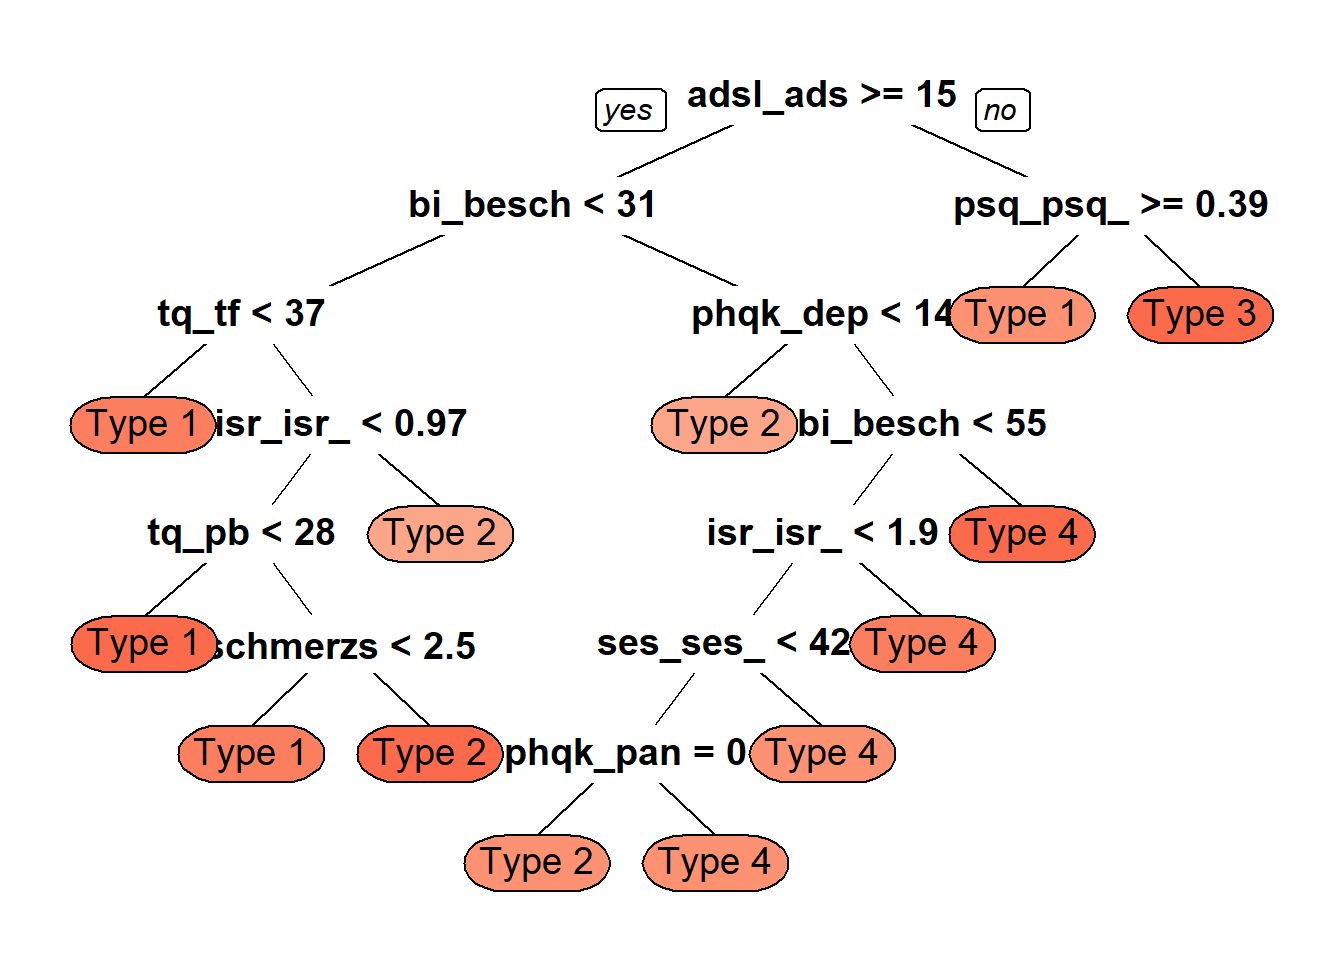 yes adsl_ads >= 15 no
bi_besch < 31 psq_psq_ >= 0.39
tq_tf < 37 phqk_dep < 14 Type 1 Type 3
Type 1 isr_isr_ < 0.97 Type 2 bi_besch < 55
tq_pb < 28 Type 2 isr_isr_ < 1.9 Type 4
Type 1 schmerzs < 2.5 ses_ses_ < 42 Type 4
Type 1 Type 2 phqk_pan = 0 Type 4
Type 2 Type 4